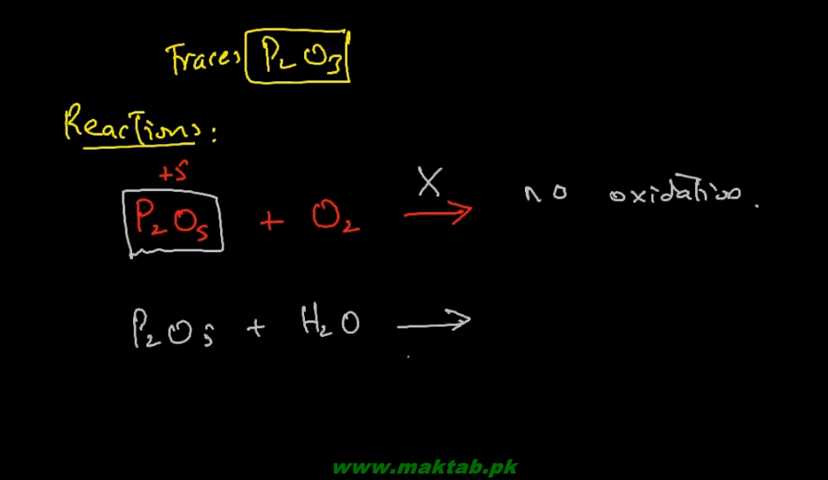 Traces P₂O₃
Reactions:
+5
P₂O₅ + O₂ → X no oxidation.
P₂O₅ + H₂O →
www.maktab.pk